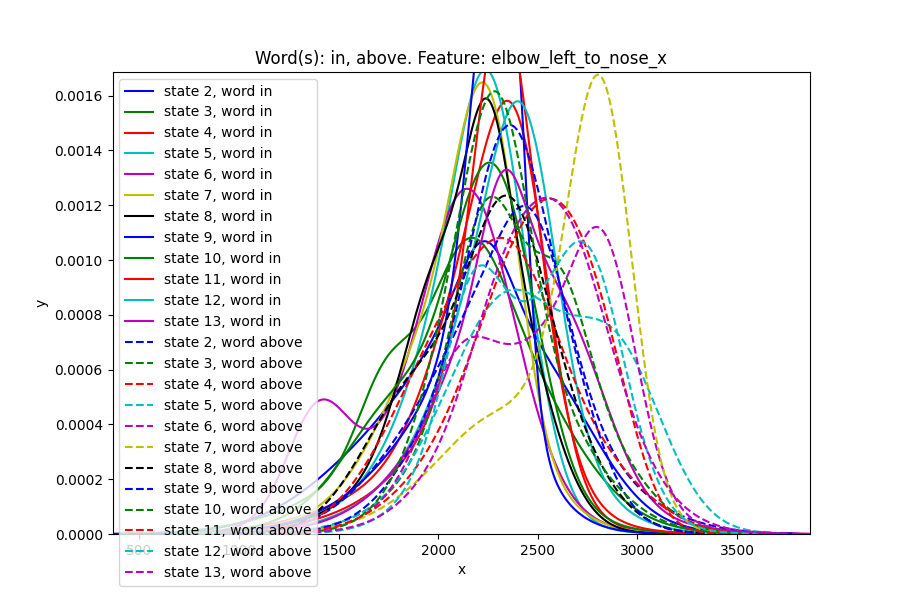 Word(s): in, above. Feature: elbow_left_to_nose_x
y
0.0016
0.0014
0.0012
0.0010
0.0008
0.0006
0.0004
0.0002
0.0000
state 2, word in
state 3, word in
state 4, word in
state 5, word in
state 6, word in
state 7, word in
state 8, word in
state 9, word in
state 10, word in
state 11, word in
state 12, word in
state 13, word in
state 2, word above
state 3, word above
state 4, word above
state 5, word above
state 6, word above
state 7, word above
state 8, word above
state 9, word above
state 10, word above
state 11, word above
state 12, word above
state 13, word above
500
1000
1500
2000
2500
3000
3500
x